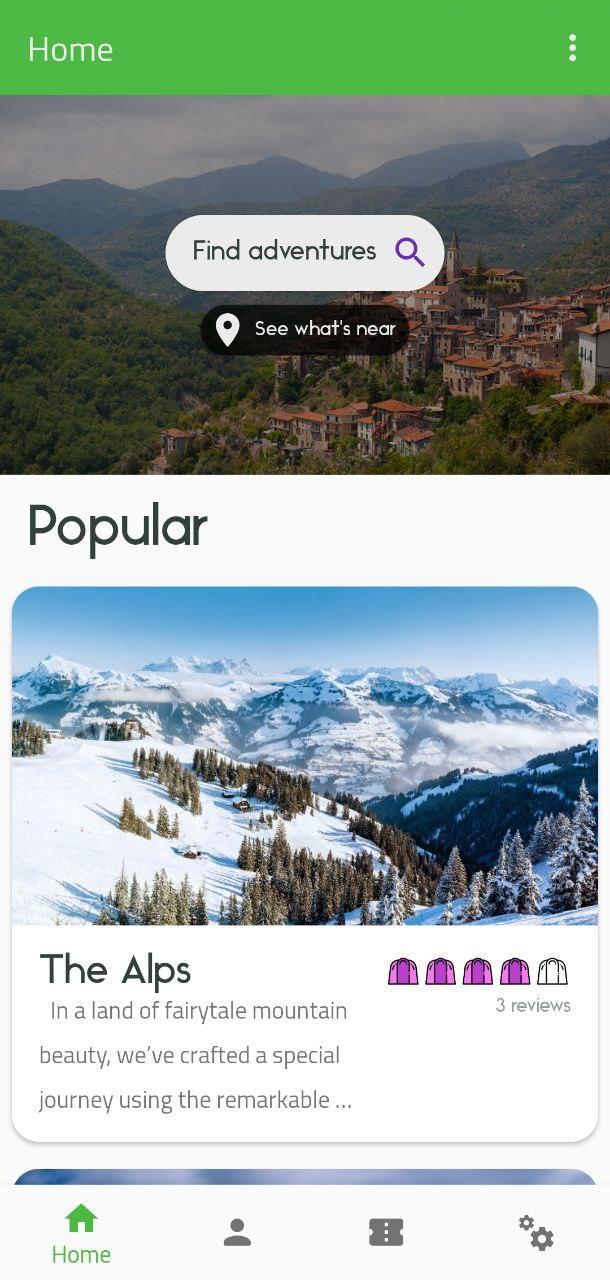 Home
Find adventures
See what's near
Popular
The Alps
3 reviews
In a land of fairytale mountain
beauty, we’ve crafted a special
journey using the remarkable ...
Home